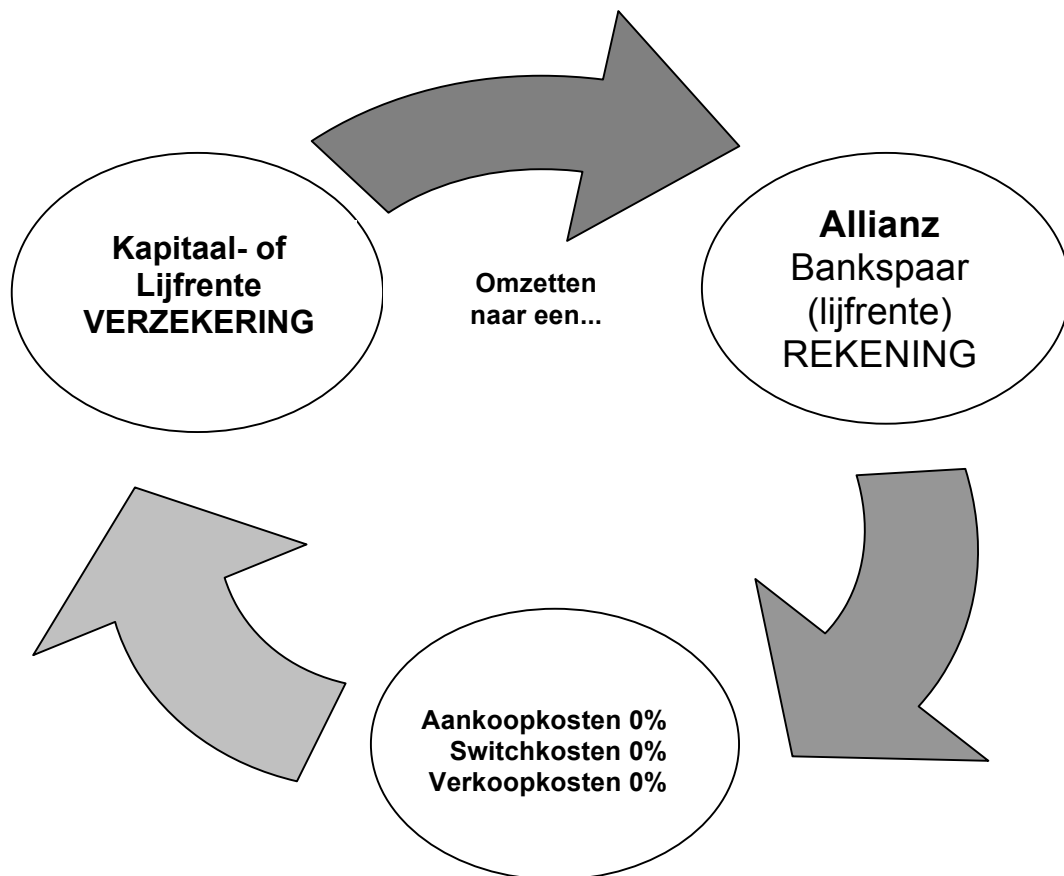 Kapitaal- of
Lijfrente
VERZEKERING
Omzetten
naar een...
Allianz
Bankspaar
(lijfrente)
REKENING
Aankoopkosten 0%
Switchkosten 0%
Verkoopkosten 0%